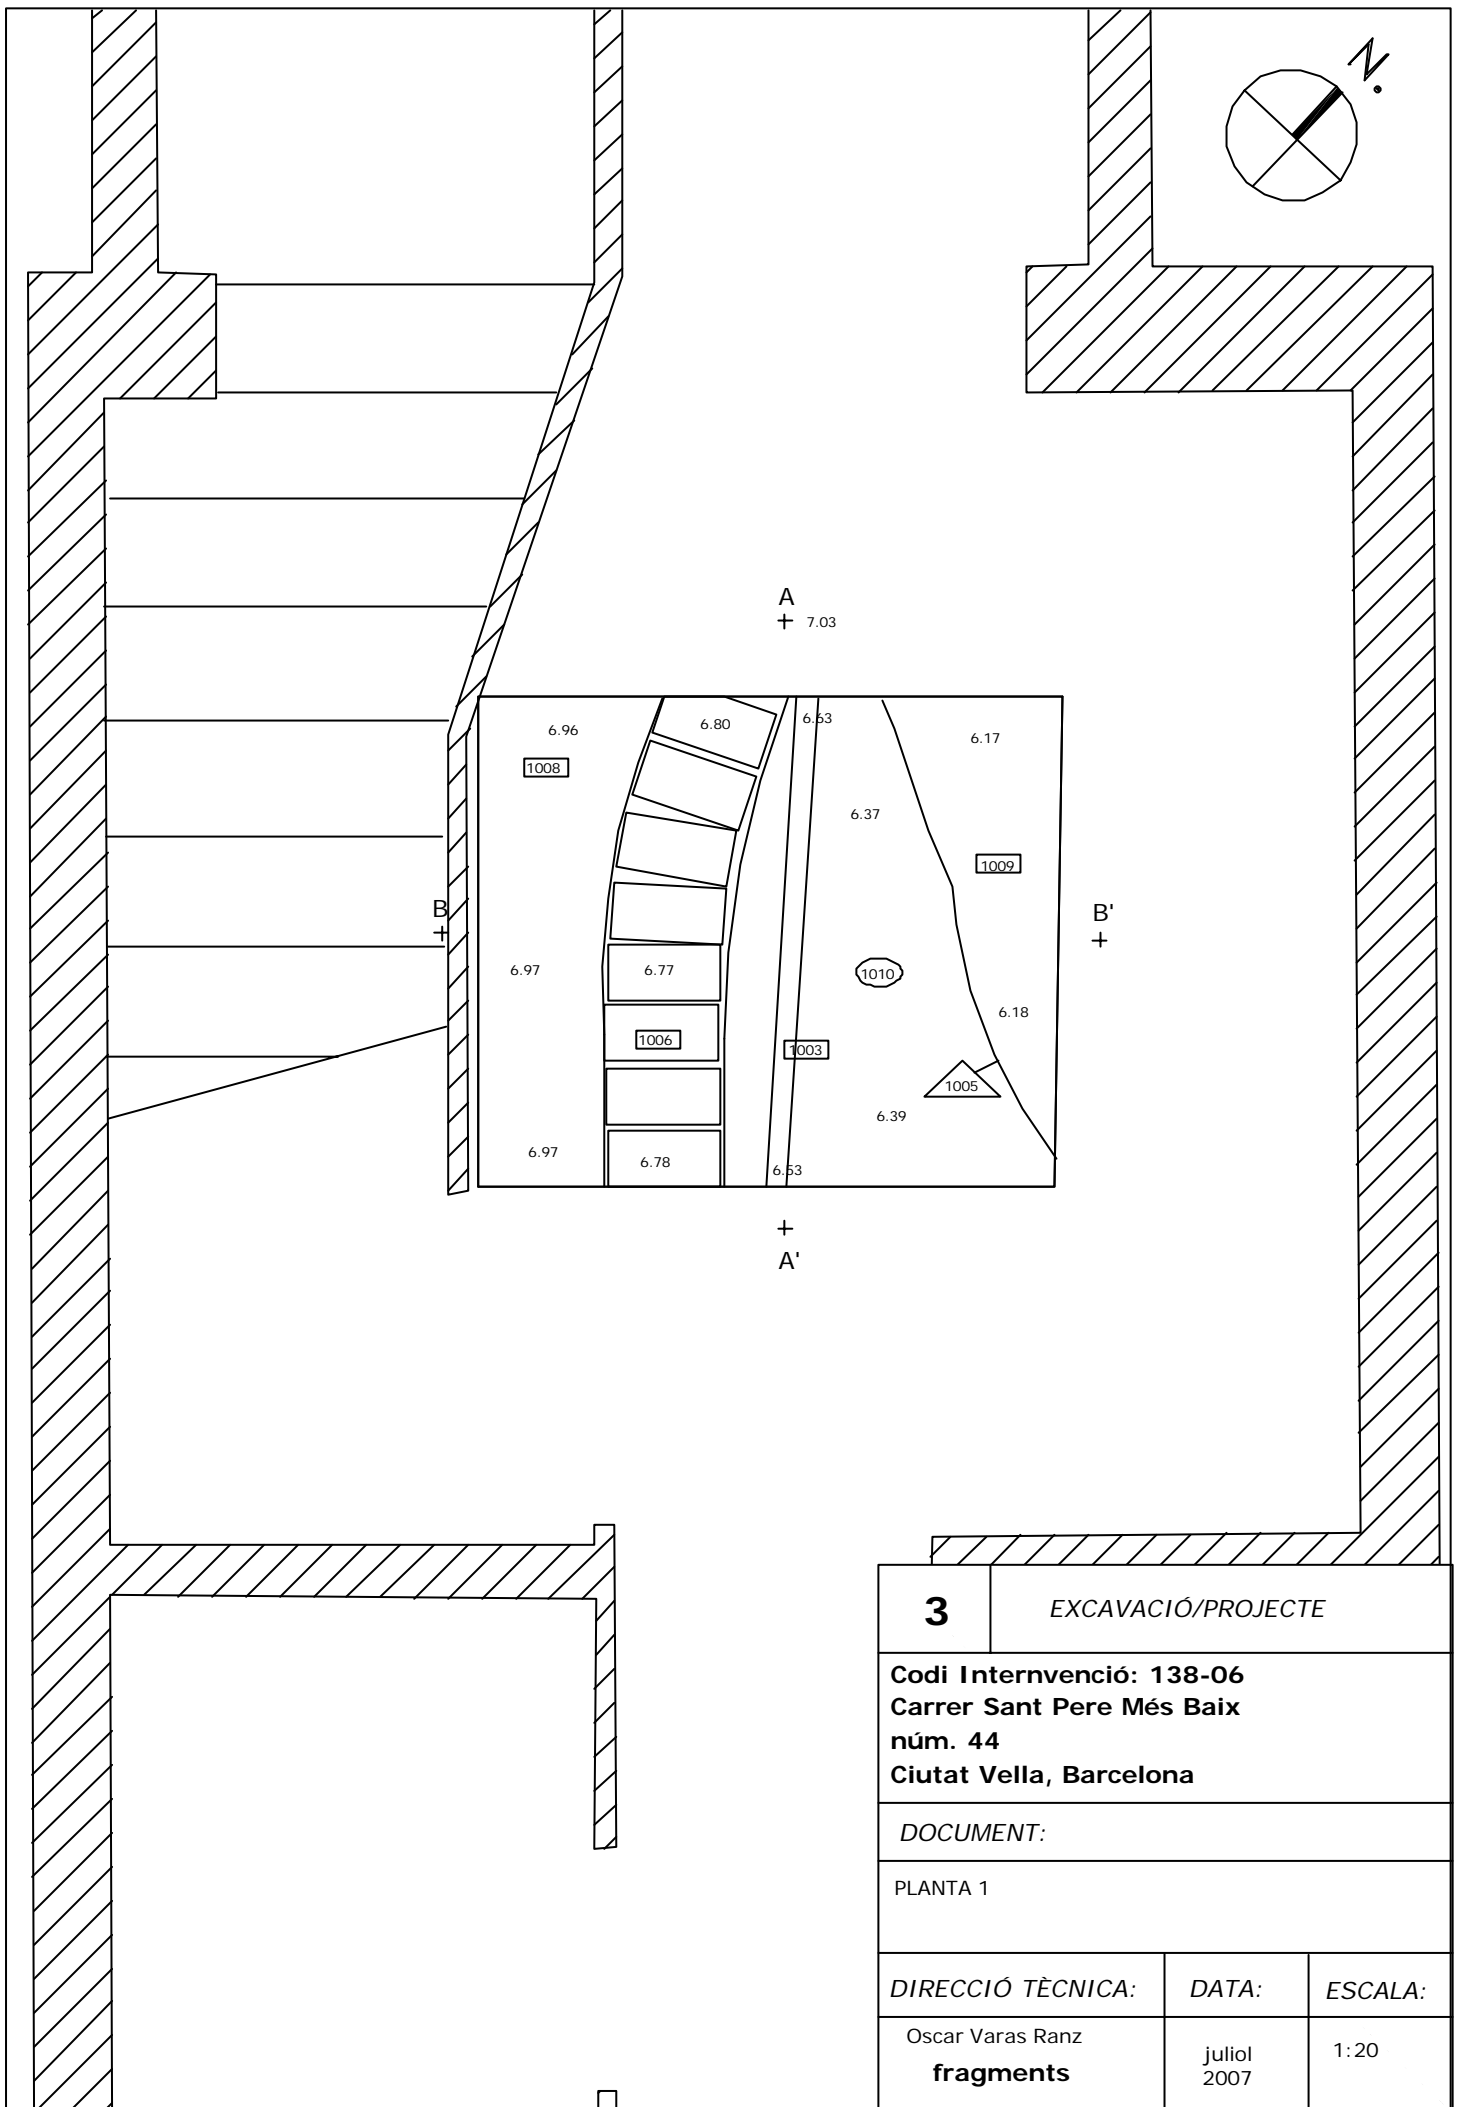 N.
A
7.03
6.96
6.80
6.63
6.17
1008
6.37
1009
B
B'
6.97
6.77
1010
6.18
1006
1003
1005
6.39
6.97
6.78
6.53
A'
3
EXCAVACIÓ/PROJECTE
Codi Internvenció: 138-06
Carrer Sant Pere Més Baix
núm. 44
Ciutat Vella, Barcelona
DOCUMENT:
PLANTA 1
DIRECCIÓ TÈCNICA:
DATA:
ESCALA:
Oscar Varas Ranz
fragments
juliol
2007
1:20